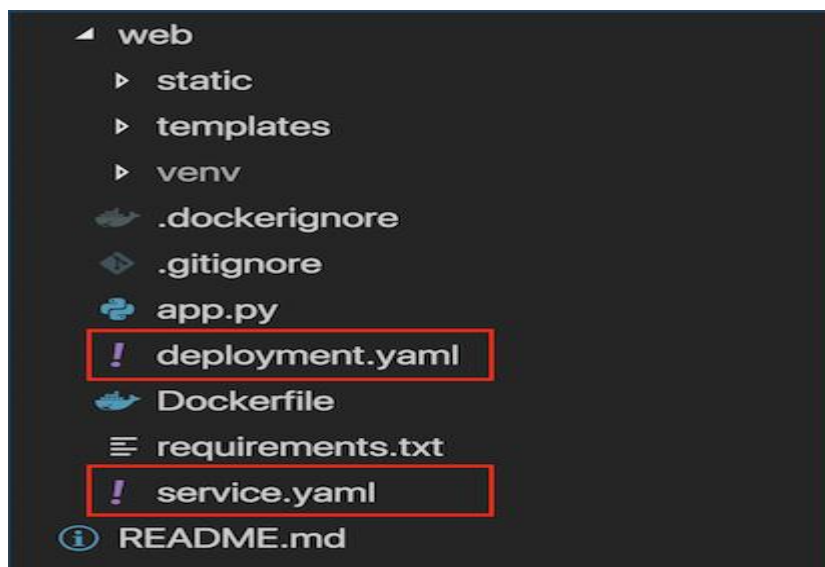 web
static
templates
venv
.dockerignore
.gitignore
app.py
! deployment.yaml
Dockerfile
requirements.txt
! service.yaml
README.md